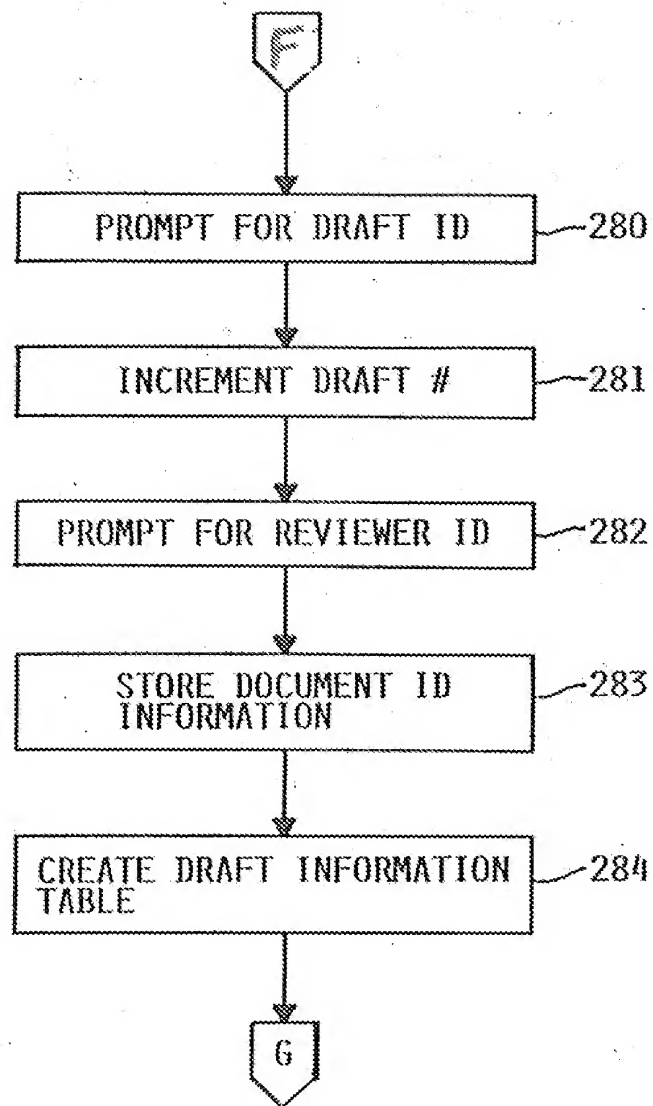 F
PROMPT FOR DRAFT ID
280
INCREMENT DRAFT #
281
PROMPT FOR REVIEWER ID
282
STORE DOCUMENT ID
INFORMATION
283
CREATE DRAFT INFORMATION
TABLE
284
G